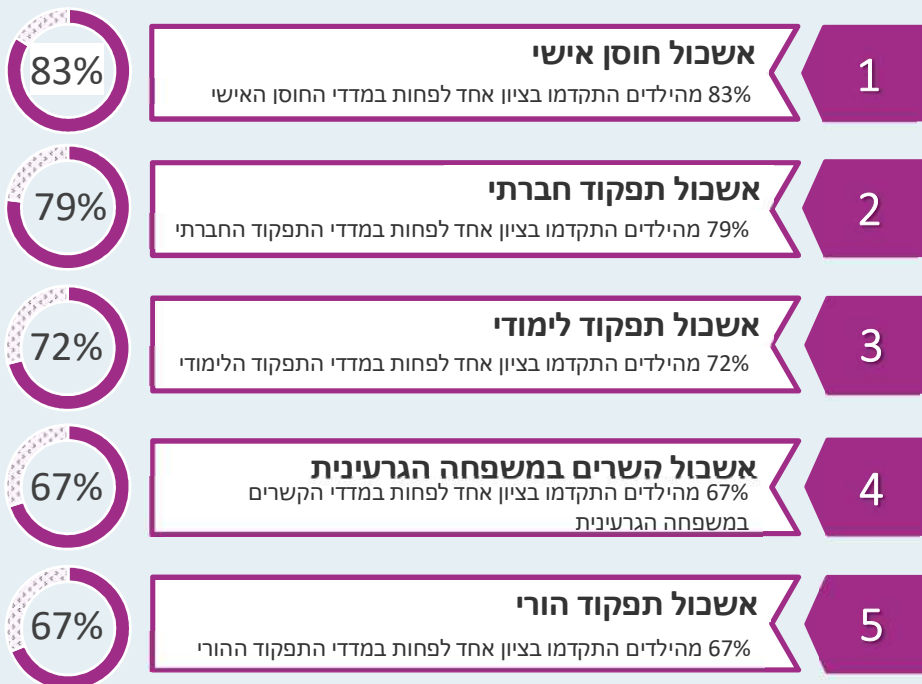 1
אשכול חוסן אישי
83% מהילדים התקדמו בציון אחד לפחות במדדי החוסן האישי
83%
2
אשכול תפקוד חברתי
79% מהילדים התקדמו בציון אחד לפחות במדדי התפקוד החברתי
79%
3
אשכול תפקוד לימודי
72% מהילדים התקדמו בציון אחד לפחות במדדי התפקוד הלימודי
72%
4
אשכול קשרים במשפחה הגרעינית
67% מהילדים התקדמו בציון אחד לפחות במדדי הקשרים
במשפחה הגרעינית
67%
5
אשכול תפקוד הורי
67% מהילדים התקדמו בציון אחד לפחות במדדי התפקוד ההורי
67%